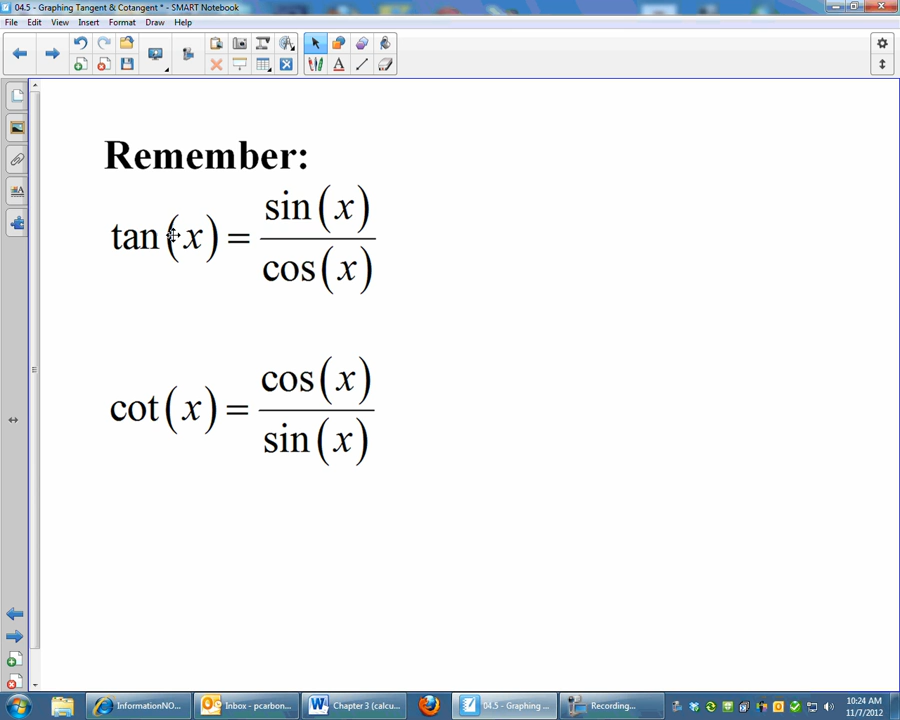 04.5 - Graphing Tangent & Cotangent * - SMART Notebook
File Edit View Insert Format Draw Help
Remember:
tan(x) = sin(x)/cos(x)
cot(x) = cos(x)/sin(x)
InformationNO...
Inbox - pcarbon...
Chapter 3 (calcu...
04.5 - Graphing ...
Recording...
10:24 AM
11/7/2012